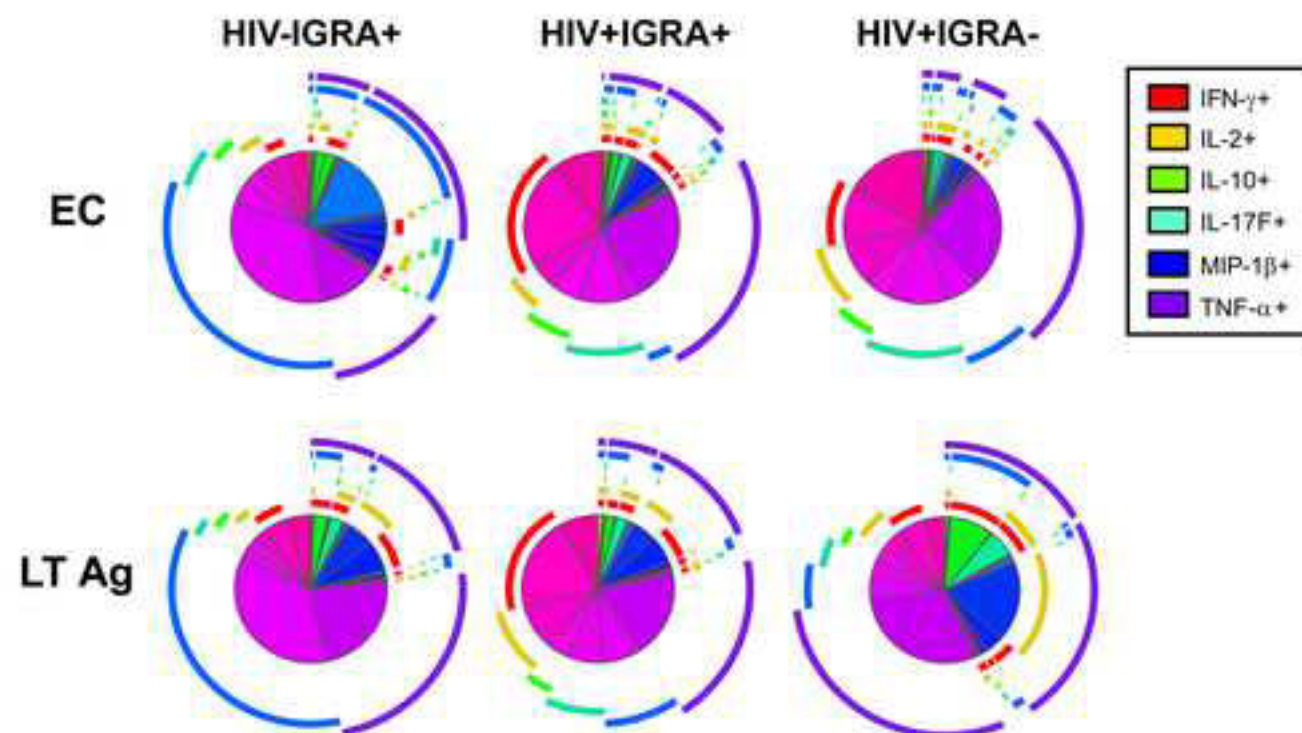 HIV-IGRA+
HIV+IGRA+
HIV+IGRA-
EC
LT Ag
IFN-γ+
IL-2+
IL-10+
IL-17F+
MIP-1β+
TNF-α+